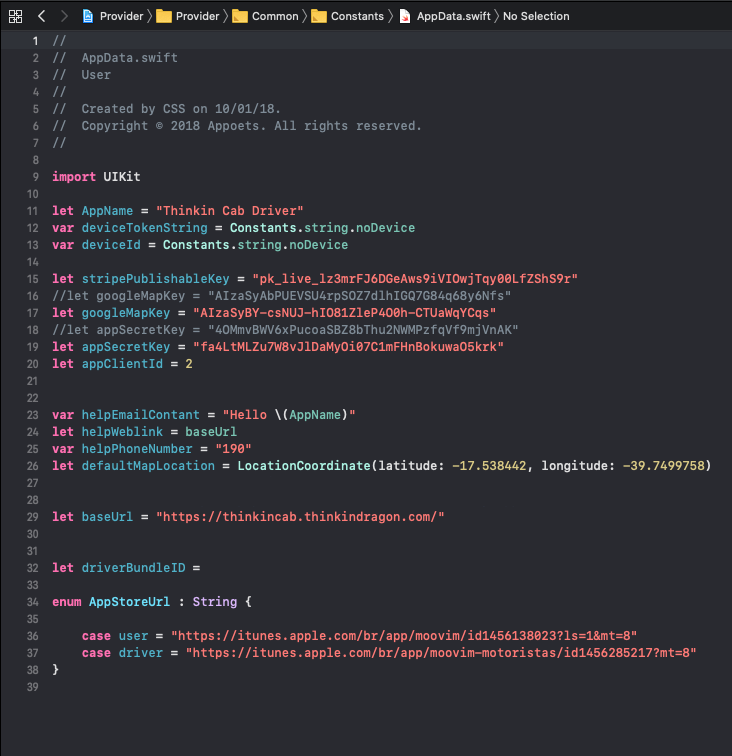 Provider Provider Common Constants AppData.swift No Selection
1 //
2 //  AppData.swift
3 //  User
4 //
5 //  Created by CSS on 10/01/18.
6 //  Copyright © 2018 Appoets. All rights reserved.
7 //
8
9 import UIKit
10
11 let AppName = "Thinkin Cab Driver"
12 var deviceTokenString = Constants.string.noDevice
13 var deviceId = Constants.string.noDevice
14
15 let stripePublishableKey = "pk_live_lz3mrFJ6DGeAws9iVIOwjTqy00LfZShS9r"
16 //let googleMapKey = "AIzaSyAbPUEVSU4rpSOZ7dlhIGQ7G84q68y6Nfs"
17 let googleMapKey = "AIzaSyBY-csNUJ-hIO81ZleP4O0h-CTUaWqYCqs"
18 //let appSecretKey = "4OMmvBWV6xPucoaSBZ8bThu2NWMPzfqVf9mjVnAK"
19 let appSecretKey = "fa4LtMLZu7W8vJlDaMyOi07C1mFHnBokuwaO5krk"
20 let appClientId = 2
21
22
23 var helpEmailContant = "Hello \(AppName)"
24 let helpWeblink = baseUrl
25 var helpPhoneNumber = "190"
26 let defaultMapLocation = LocationCoordinate(latitude: -17.538442, longitude: -39.7499758)
27
28
29 let baseUrl = "https://thinkincab.thinkindragon.com/"
30
31
32 let driverBundleID =
33
34 enum AppStoreUrl : String {
35
36     case user = "https://itunes.apple.com/br/app/moovim/id1456138023?ls=1&mt=8"
37     case driver = "https://itunes.apple.com/br/app/moovim-motoristas/id1456285217?mt=8"
38 }
39